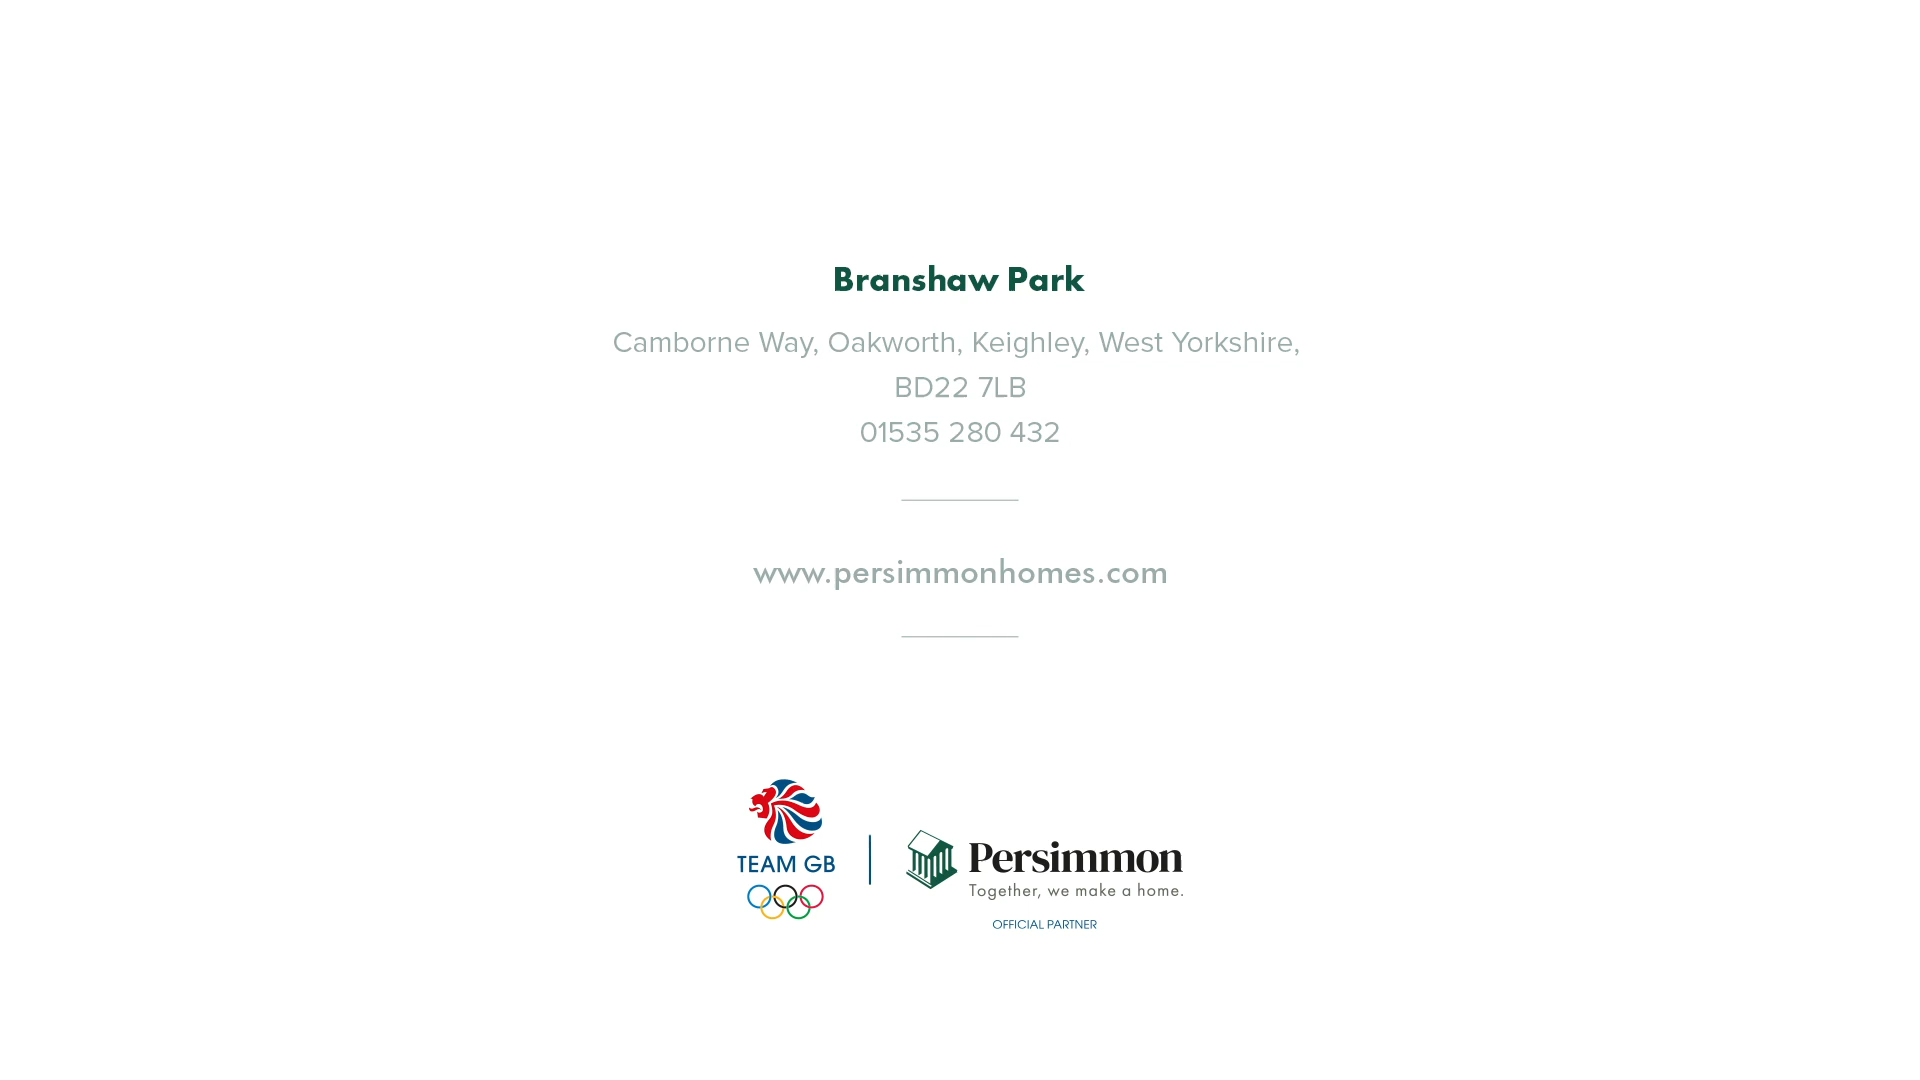 Branshaw Park
Camborne Way, Oakworth, Keighley, West Yorkshire,
BD22 7LB
01535 280 432
www.persimmonhomes.com
TEAM GB
Persimmon
Together, we make a home.
OFFICIAL PARTNER